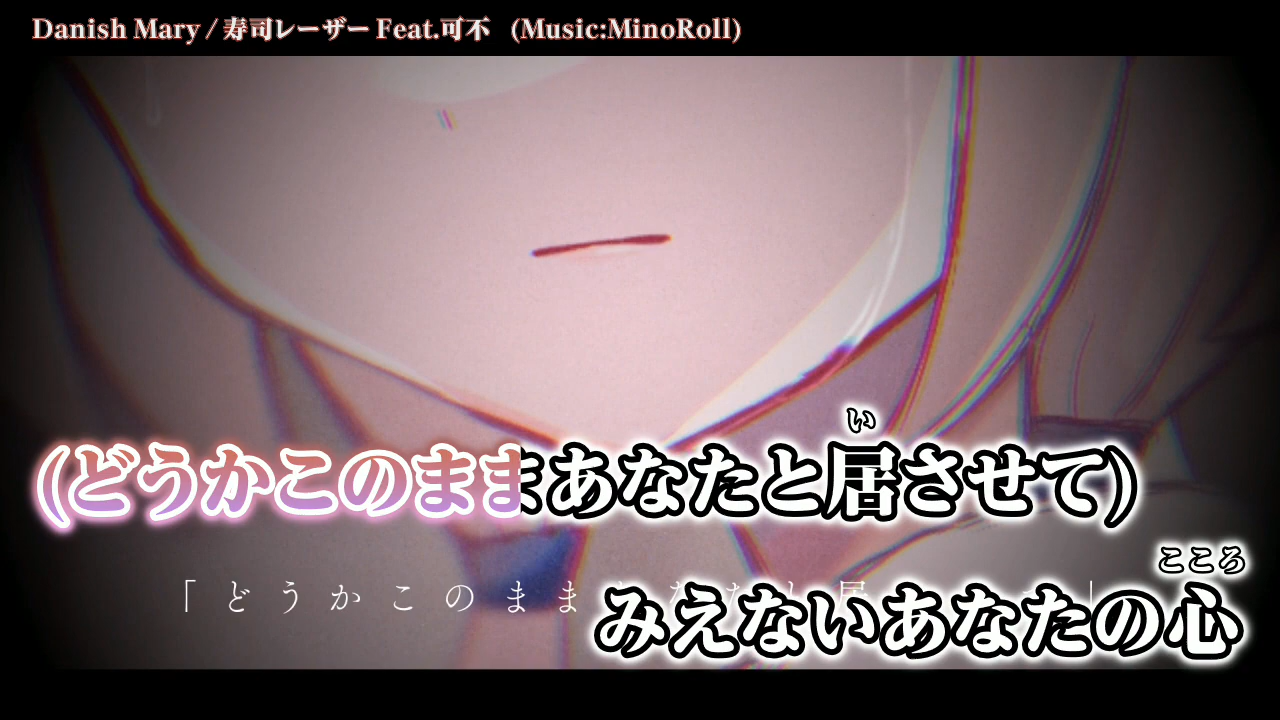 Danish Mary / 寿司レーザー Feat.可不 (Music:MinoRoll)
い
(どうかこのままあなたと居させて)
「どうかこのまま
こころ
みえないあなたの心